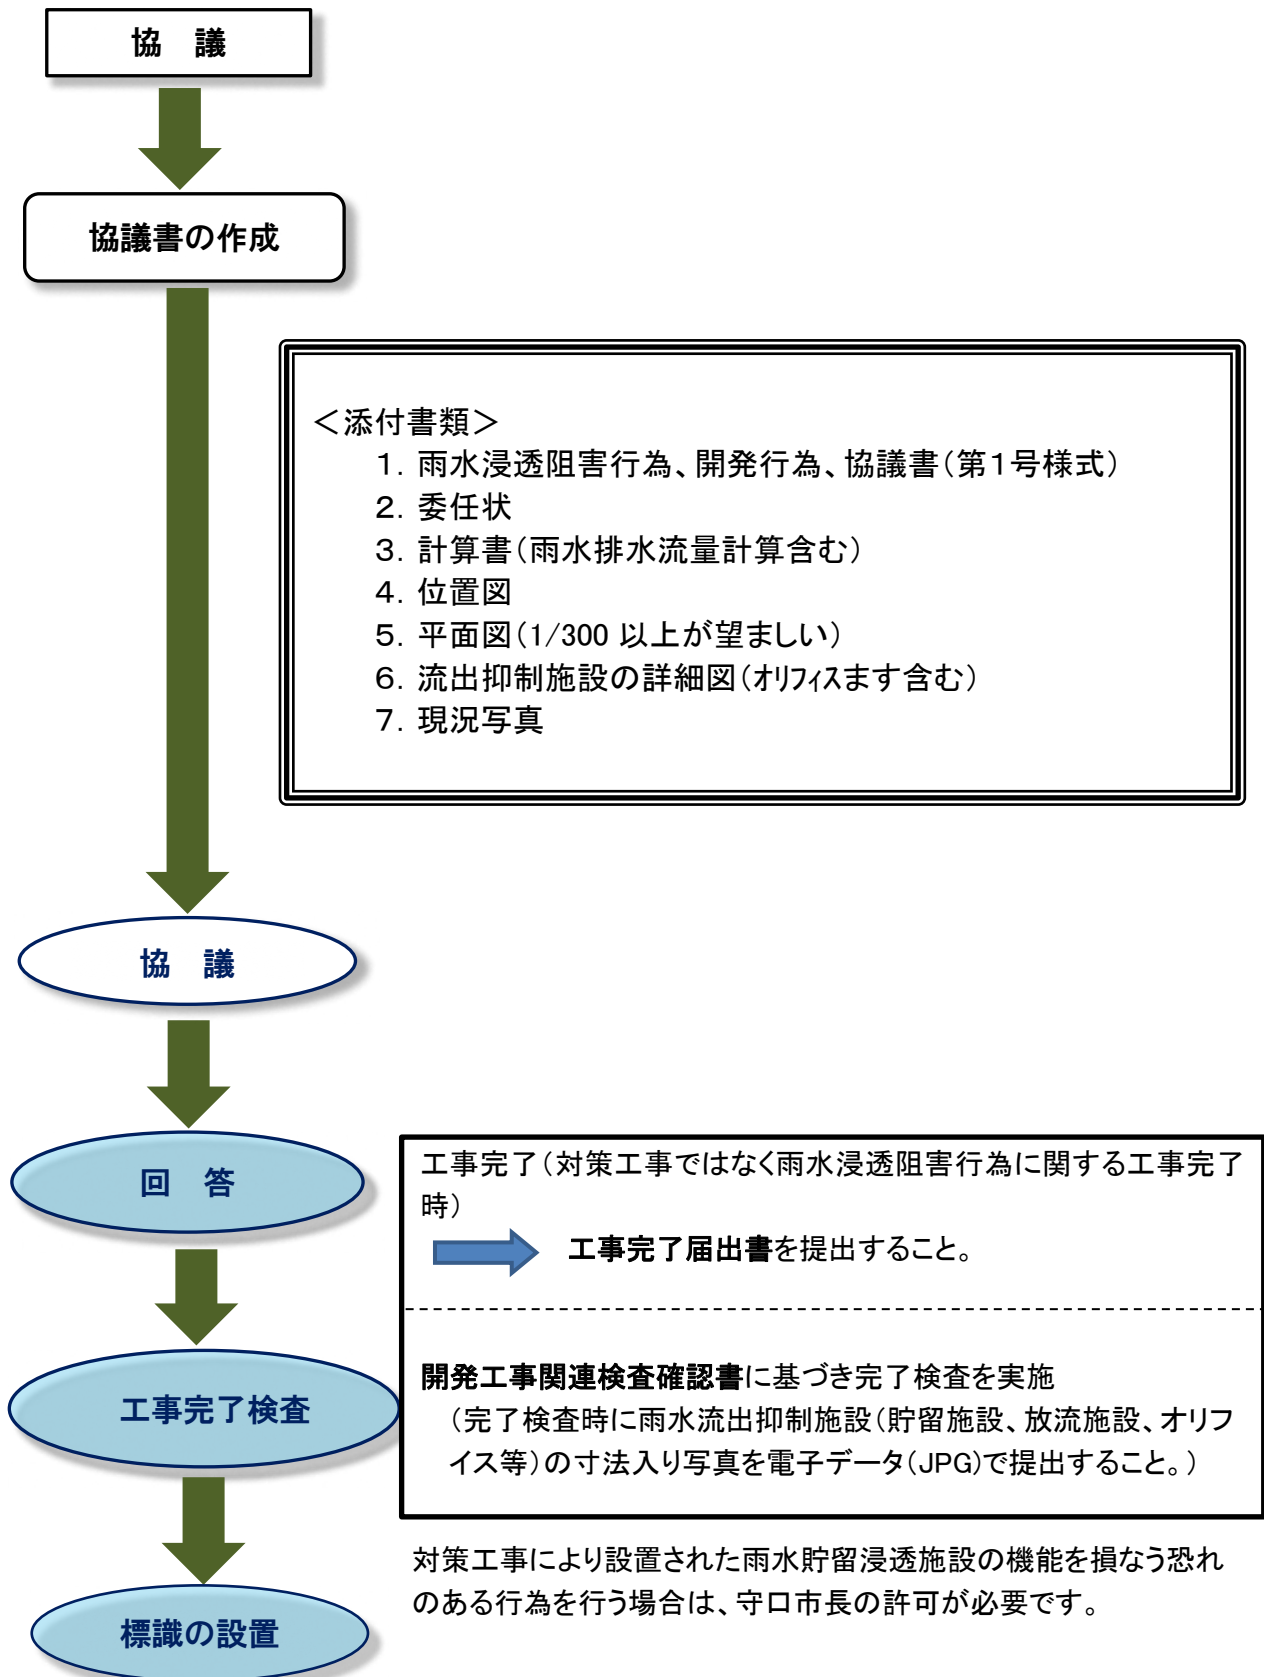 協　議
協議書の作成
＜添付書類＞
１．雨水浸透阻害行為、開発行為、協議書（第１号様式）
２．委任状
３．計算書（雨水排水流量計算含む）
４．位置図
５．平面図（1/300 以上が望ましい）
６．流出抑制施設の詳細図（ｵﾘﾌｨｽます含む）
７．現況写真
協　議
回　答
工事完了（対策工事ではなく雨水浸透阻害行為に関する工事完了
時）
工事完了届出書を提出すること。
工事完了検査
開発工事関連検査確認書に基づき完了検査を実施
（完了検査時に雨水流出抑制施設（貯留施設、放流施設、オリフ
イス等）の寸法入り写真を電子データ（JPG)で提出すること。）
対策工事により設置された雨水貯留浸透施設の機能を損なう恐れ
のある行為を行う場合は、守口市長の許可が必要です。
標識の設置